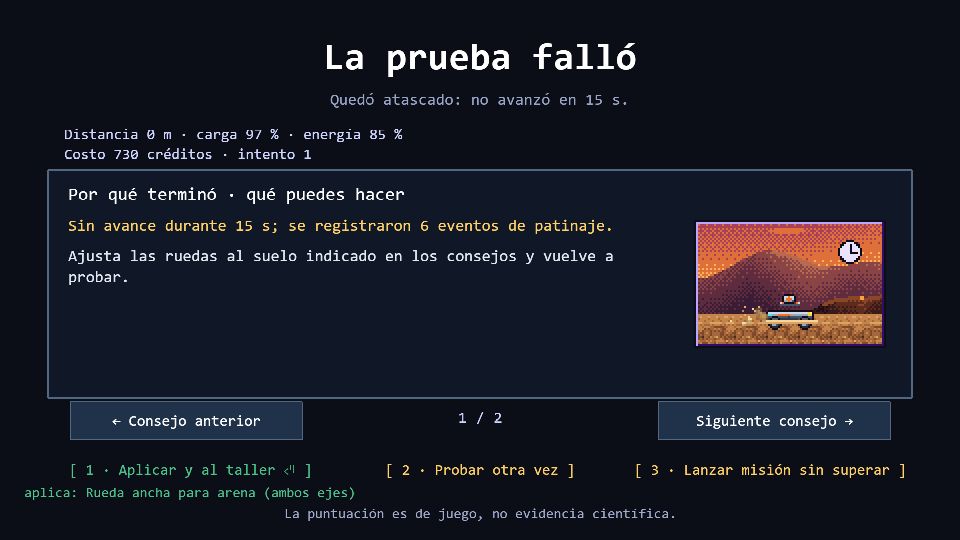 La prueba falló
Quedó atascado: no avanzó en 15 s.
Distancia 0 m · carga 97 % · energía 85 %
Costo 730 créditos · intento 1
Por qué terminó · qué puedes hacer
Sin avance durante 15 s; se registraron 6 eventos de patinaje.
Ajusta las ruedas al suelo indicado en los consejos y vuelve a
probar.
← Consejo anterior
1 / 2
Siguiente consejo →
[ 1 · Aplicar y al taller ⏎ ]
[ 2 · Probar otra vez ]
[ 3 · Lanzar misión sin superar ]
aplica: Rueda ancha para arena (ambos ejes)
La puntuación es de juego, no evidencia científica.